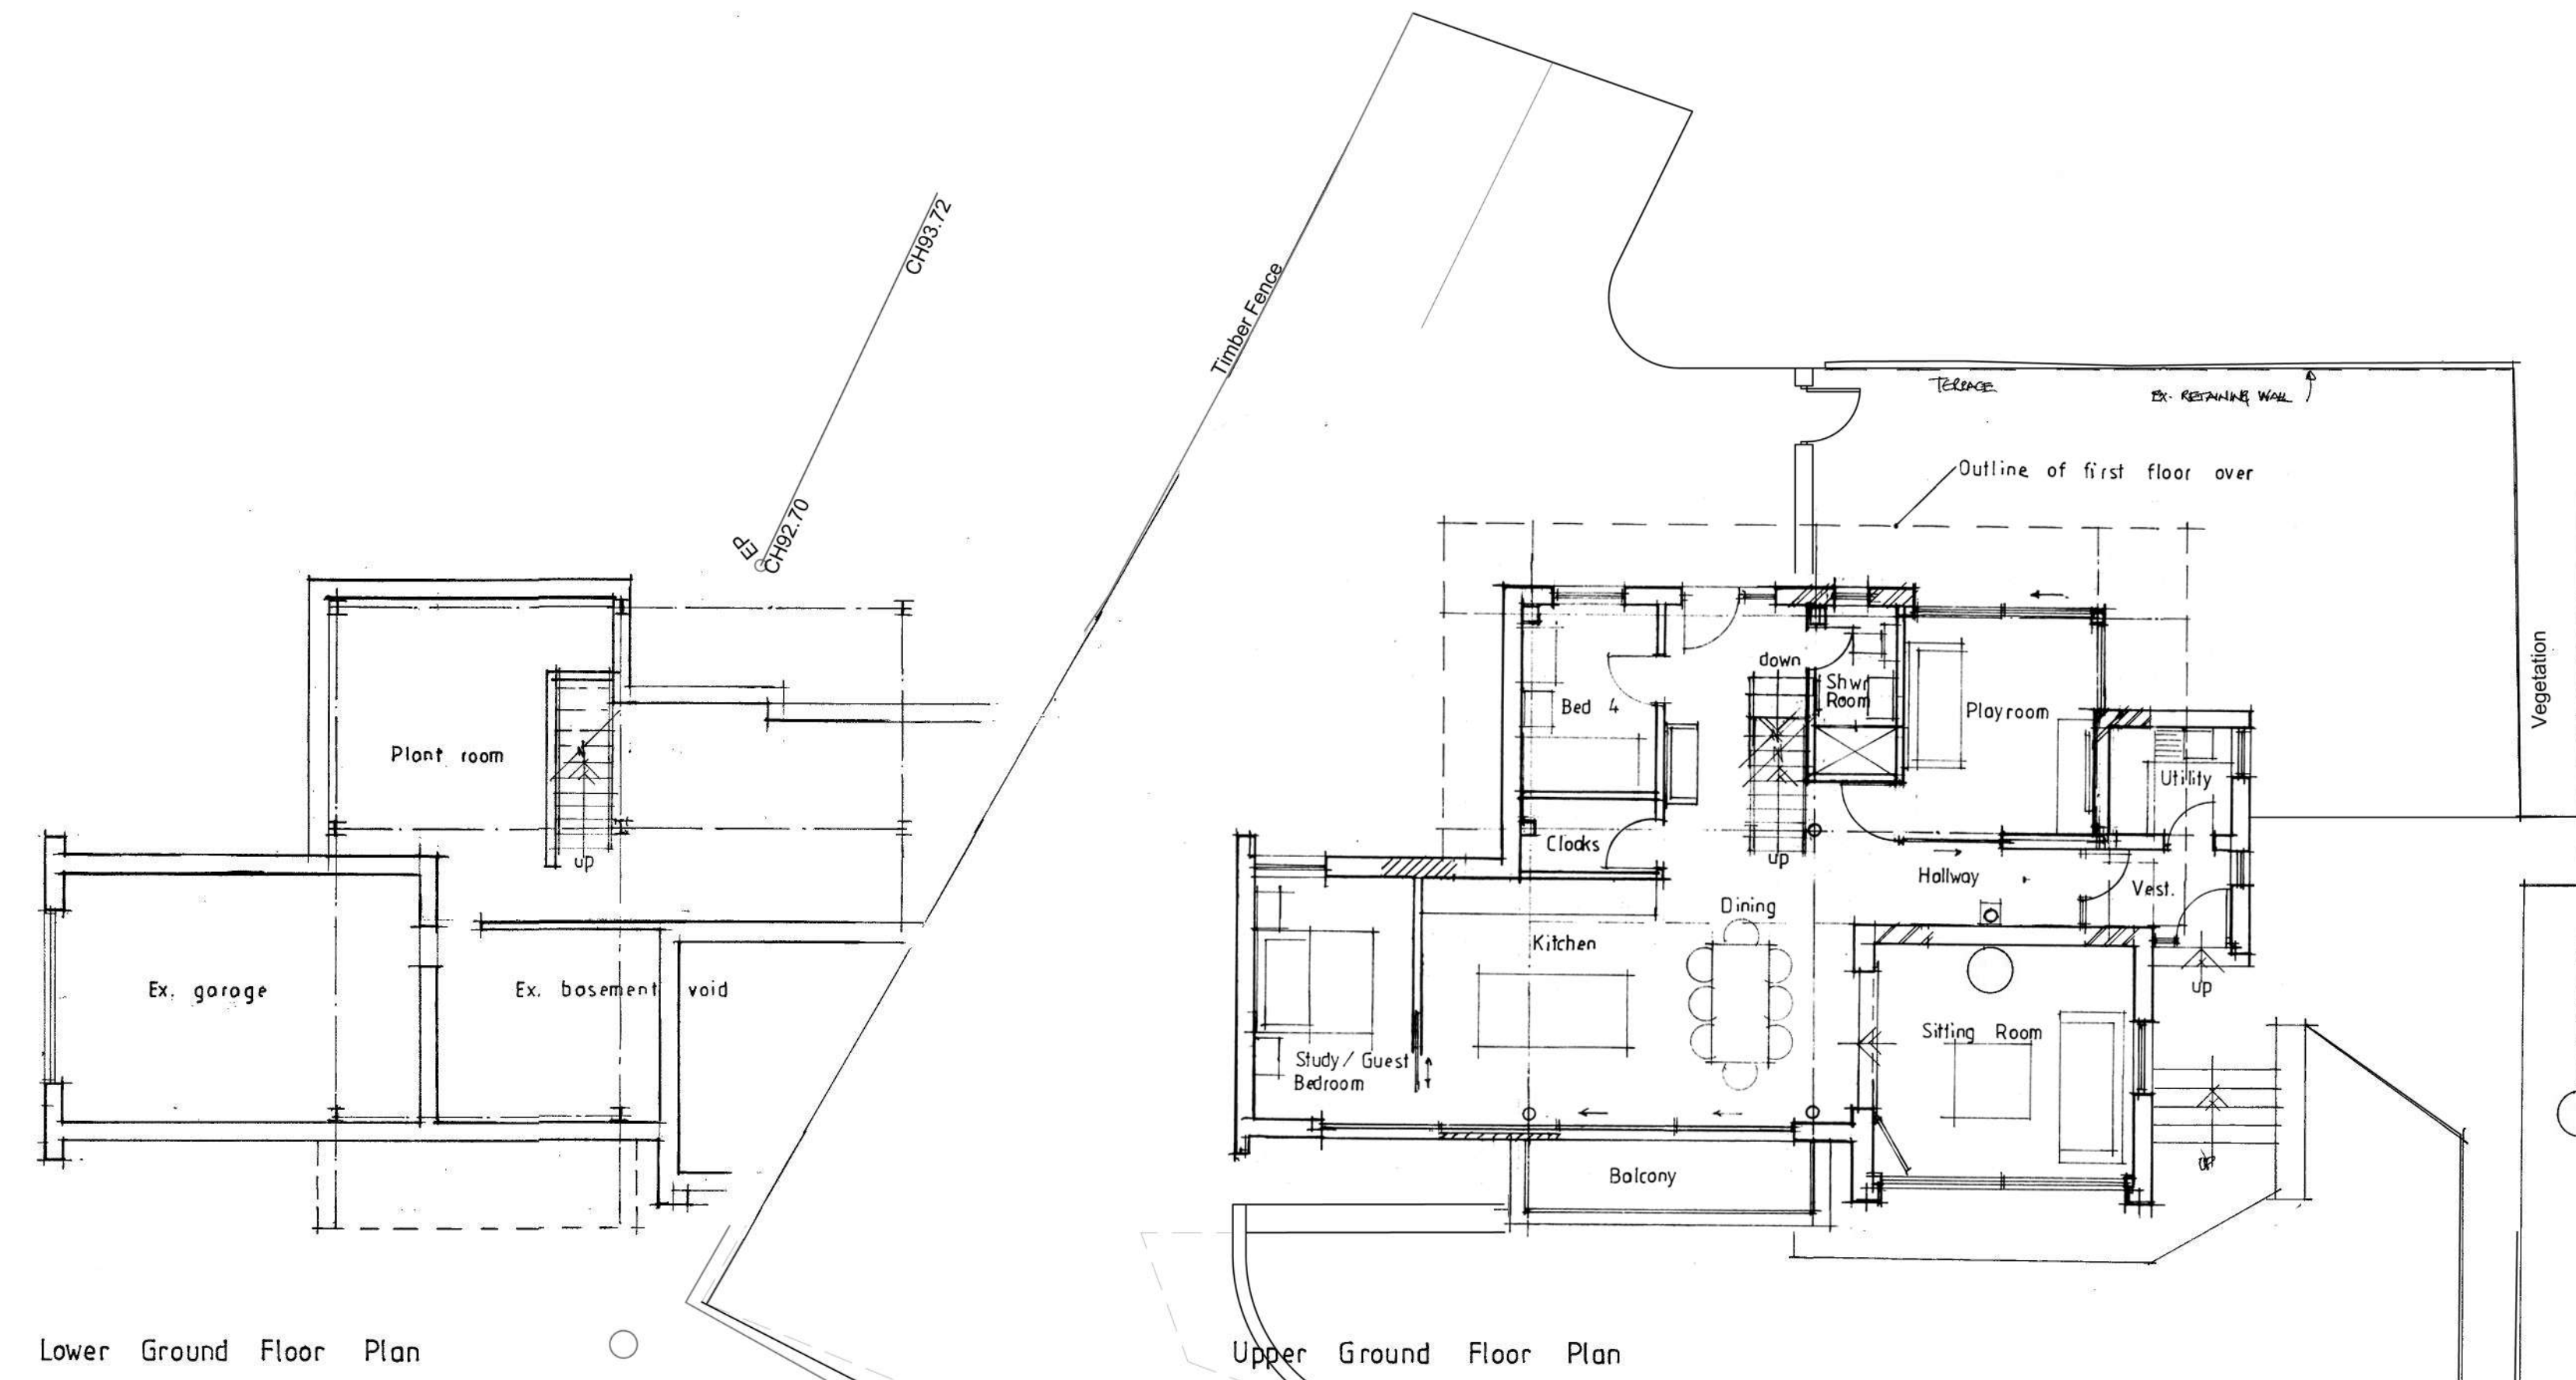 CH93.72
CH92.70
EP
Plant room
up
Ex. garage
Ex. basement void
Lower Ground Floor Plan
Timber Fence
TERRACE
EX. RETAINING WALL
Outline of first floor over
Vegetation
down
Shwr
Room
Bed 4
Playroom
Utility
Cloaks
up
Hallway
Vest.
Dining
Kitchen
up
Sitting Room
Study/Guest
Bedroom
up
Balcony
Upper Ground Floor Plan